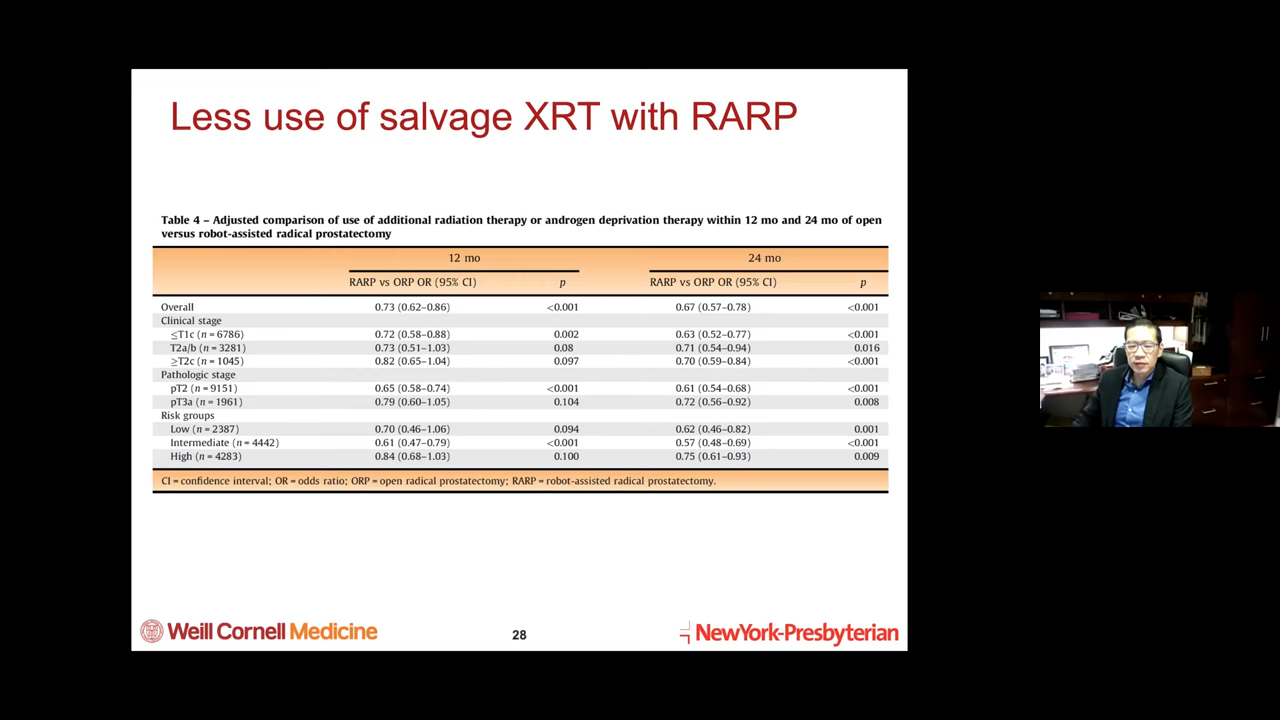 Less use of salvage XRT with RARP
Table 4 – Adjusted comparison of use of additional radiation therapy or androgen deprivation therapy within 12 mo and 24 mo of open
versus robot-assisted radical prostatectomy
12 mo 24 mo
RARP vs ORP OR (95% CI) p RARP vs ORP OR (95% CI) p
Overall 0.73 (0.62–0.86) <0.001 0.67 (0.57–0.78) <0.001
Clinical stage
≤T1c (n = 6786) 0.72 (0.58–0.88) 0.002 0.63 (0.52–0.77) <0.001
T2a/b (n = 3281) 0.73 (0.51–1.03) 0.08 0.71 (0.54–0.94) 0.016
≥T2c (n = 1045) 0.82 (0.65–1.04) 0.097 0.70 (0.59–0.84) <0.001
Pathologic stage
pT2 (n = 9151) 0.65 (0.58–0.74) <0.001 0.61 (0.54–0.68) <0.001
pT3a (n = 1961) 0.79 (0.60–1.05) 0.104 0.72 (0.56–0.92) 0.008
Risk groups
Low (n = 2387) 0.70 (0.46–1.06) 0.094 0.62 (0.46–0.82) 0.001
Intermediate (n = 4442) 0.61 (0.47–0.79) <0.001 0.57 (0.48–0.69) <0.001
High (n = 4283) 0.84 (0.68–1.03) 0.100 0.75 (0.61–0.93) 0.009
CI = confidence interval; OR = odds ratio; ORP = open radical prostatectomy; RARP = robot-assisted radical prostatectomy.
Weill Cornell Medicine 28 NewYork-Presbyterian